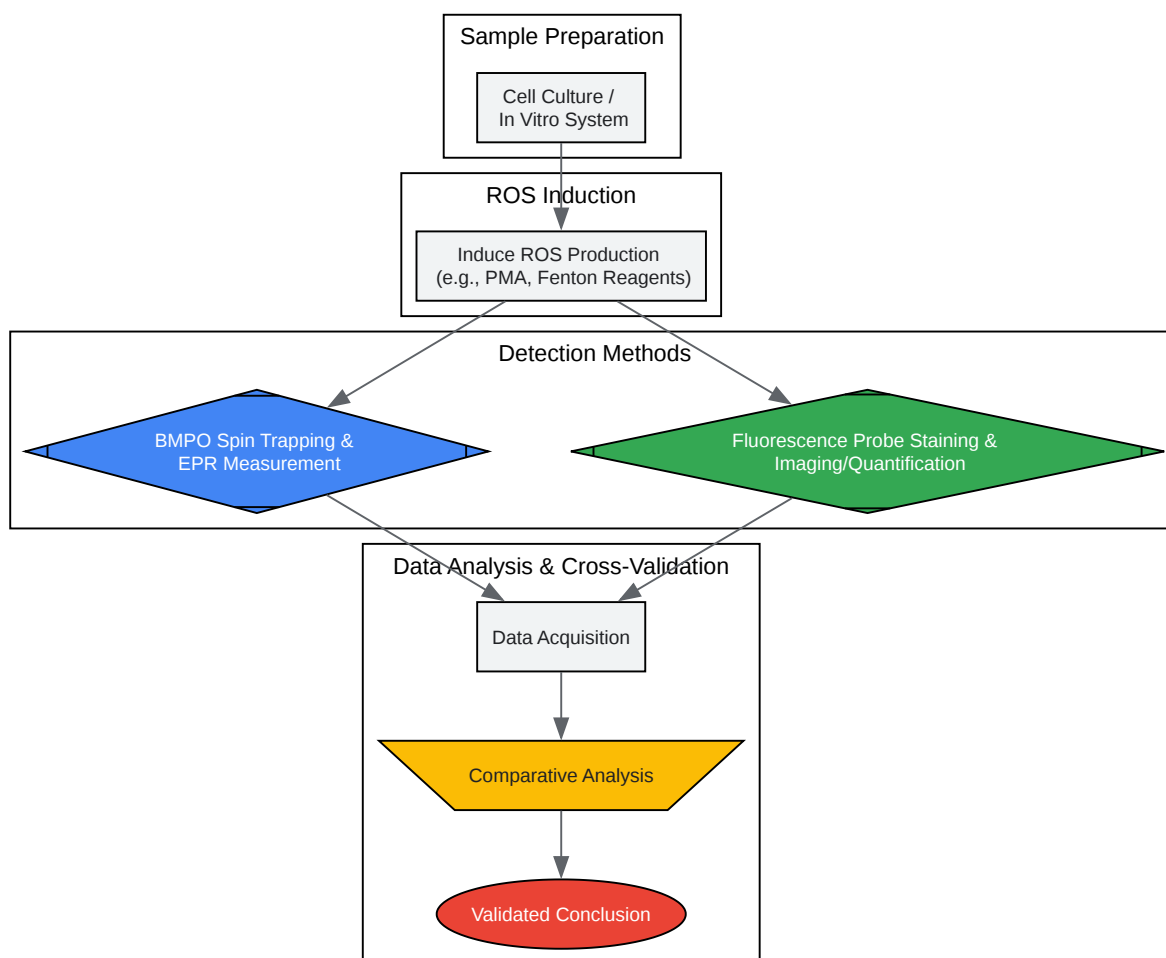 Sample Preparation
Cell Culture /
In Vitro System
ROS Induction
Induce ROS Production
(e.g., PMA, Fenton Reagents)
Detection Methods
BMPO Spin Trapping &
EPR Measurement
Fluorescence Probe Staining &
Imaging/Quantification
Data Analysis & Cross-Validation
Data Acquisition
Comparative Analysis
Validated Conclusion